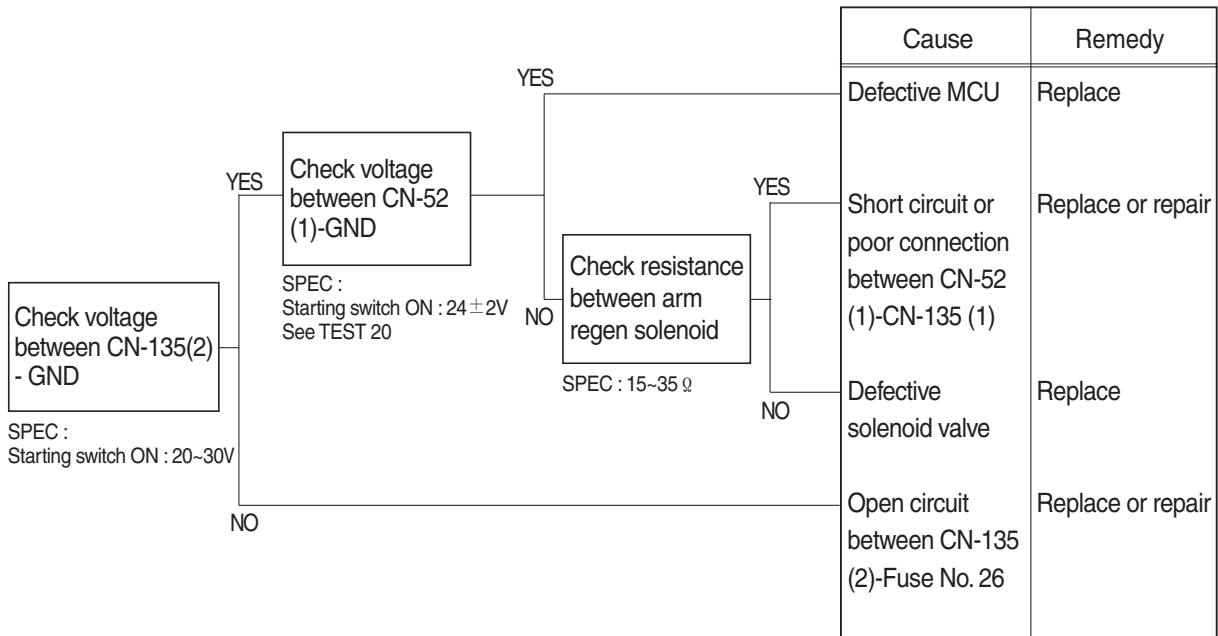 Cause
Remedy
YES
Defective MCU
Replace
Check voltage
between CN-52
(1)-GND
YES
YES
Short circuit or
poor connection
between CN-52
(1)-CN-135 (1)
Replace or repair
Check resistance
between arm
regen solenoid
SPEC :
Starting switch ON : 24±2V
See TEST 20
NO
Check voltage
between CN-135(2)
- GND
SPEC : 15~35 Ω
NO
Defective
solenoid valve
Replace
SPEC :
Starting switch ON : 20~30V
NO
Open circuit
between CN-135
(2)-Fuse No. 26
Replace or repair